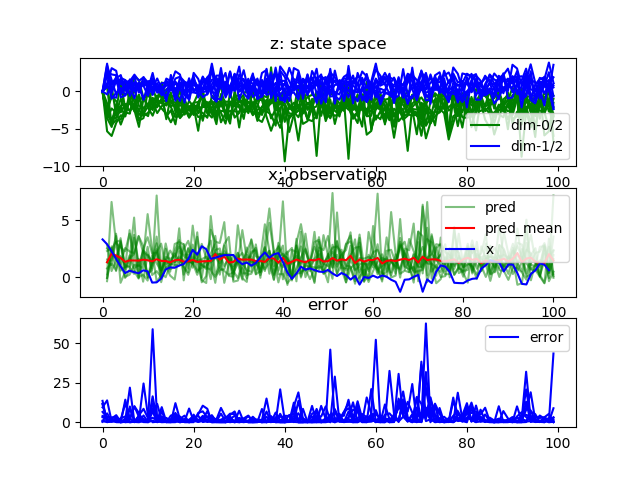 z: state space
0
−5
−10
dim-0/2
dim-1/2
0 20 40 60 80 100
x: observation
5
0
pred
pred_mean
x
0 20 40 60 80 100
error
50
25
0
error
0 20 40 60 80 100